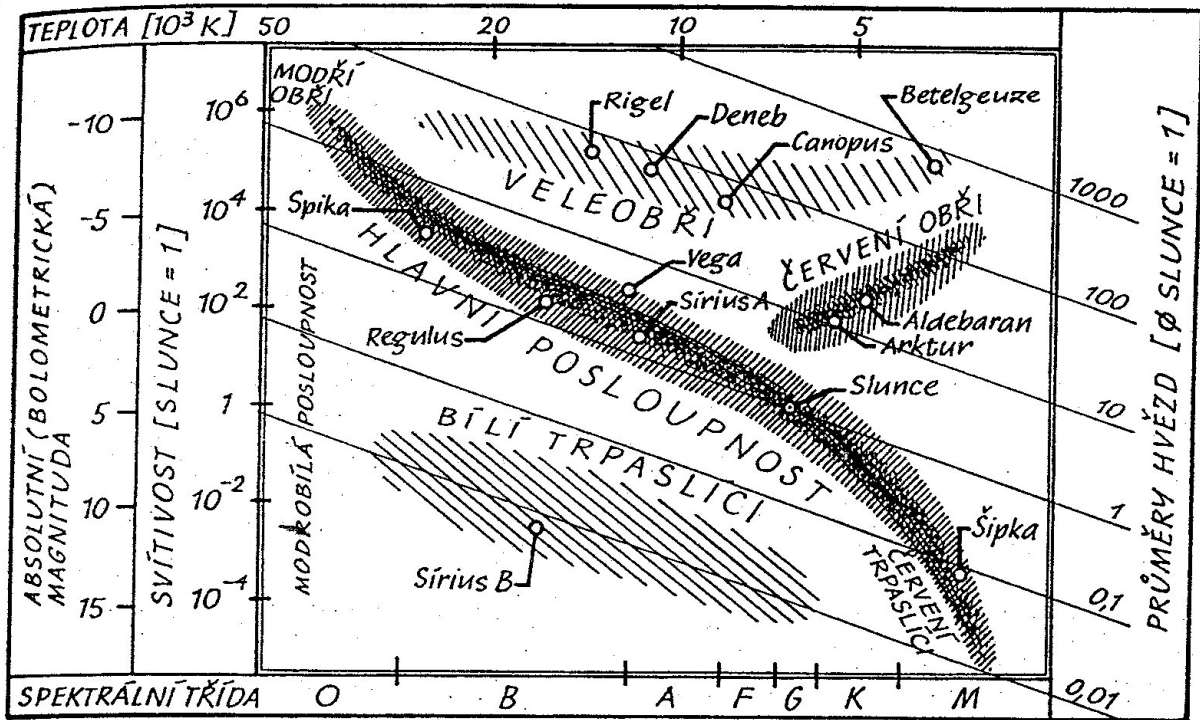 TEPLOTA [10³ K] 50 20 10 5
MODŘÍ
OBŘI
Rigel
Deneb
Canopus
Betelgeuze
VELEOBŘI
ČERVENÍ OBŘI
Špika
HLAVNÍ POSLOUPNOST
Vega
Sírius A
Regulus
Aldebaran
Arktur
Slunce
BÍLÍ TRPASLÍCI
Sírius B
Šipka
ČERVENÍ
TRPASLÍCI
MODROBÍLÁ POSLOUPNOST
ABSOLUTNÍ (BOLOMETRICKÁ)
MAGNITUDA
-10
-5
0
5
10
15
SVÍTIVOST [SLUNCE = 1]
10⁶
10⁴
10²
1
10⁻²
10⁻⁴
1000
100
10
1
0,1
0,01
PRŮMĚRY HVĚZD [Ø SLUNCE = 1]
SPEKTRÁLNÍ TŘÍDA O B A F G K M